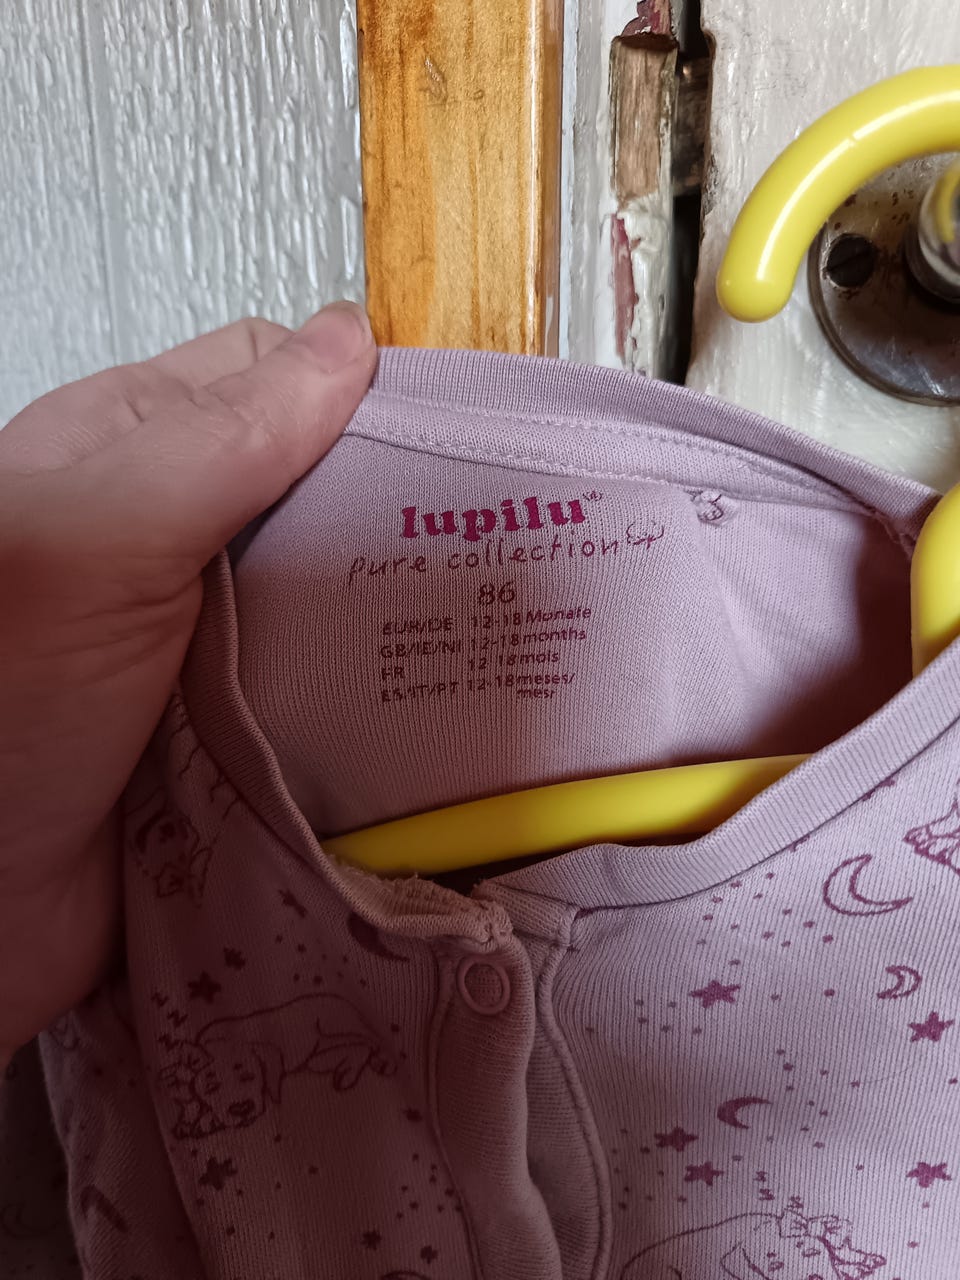 lupilu
pure collection
86
EUR/DE 12-18 Monate
GB/IE/NI 12-18 months
FR 12-18 mois
ES/IT/PT 12-18 meses/
mesi
z z z
z z z